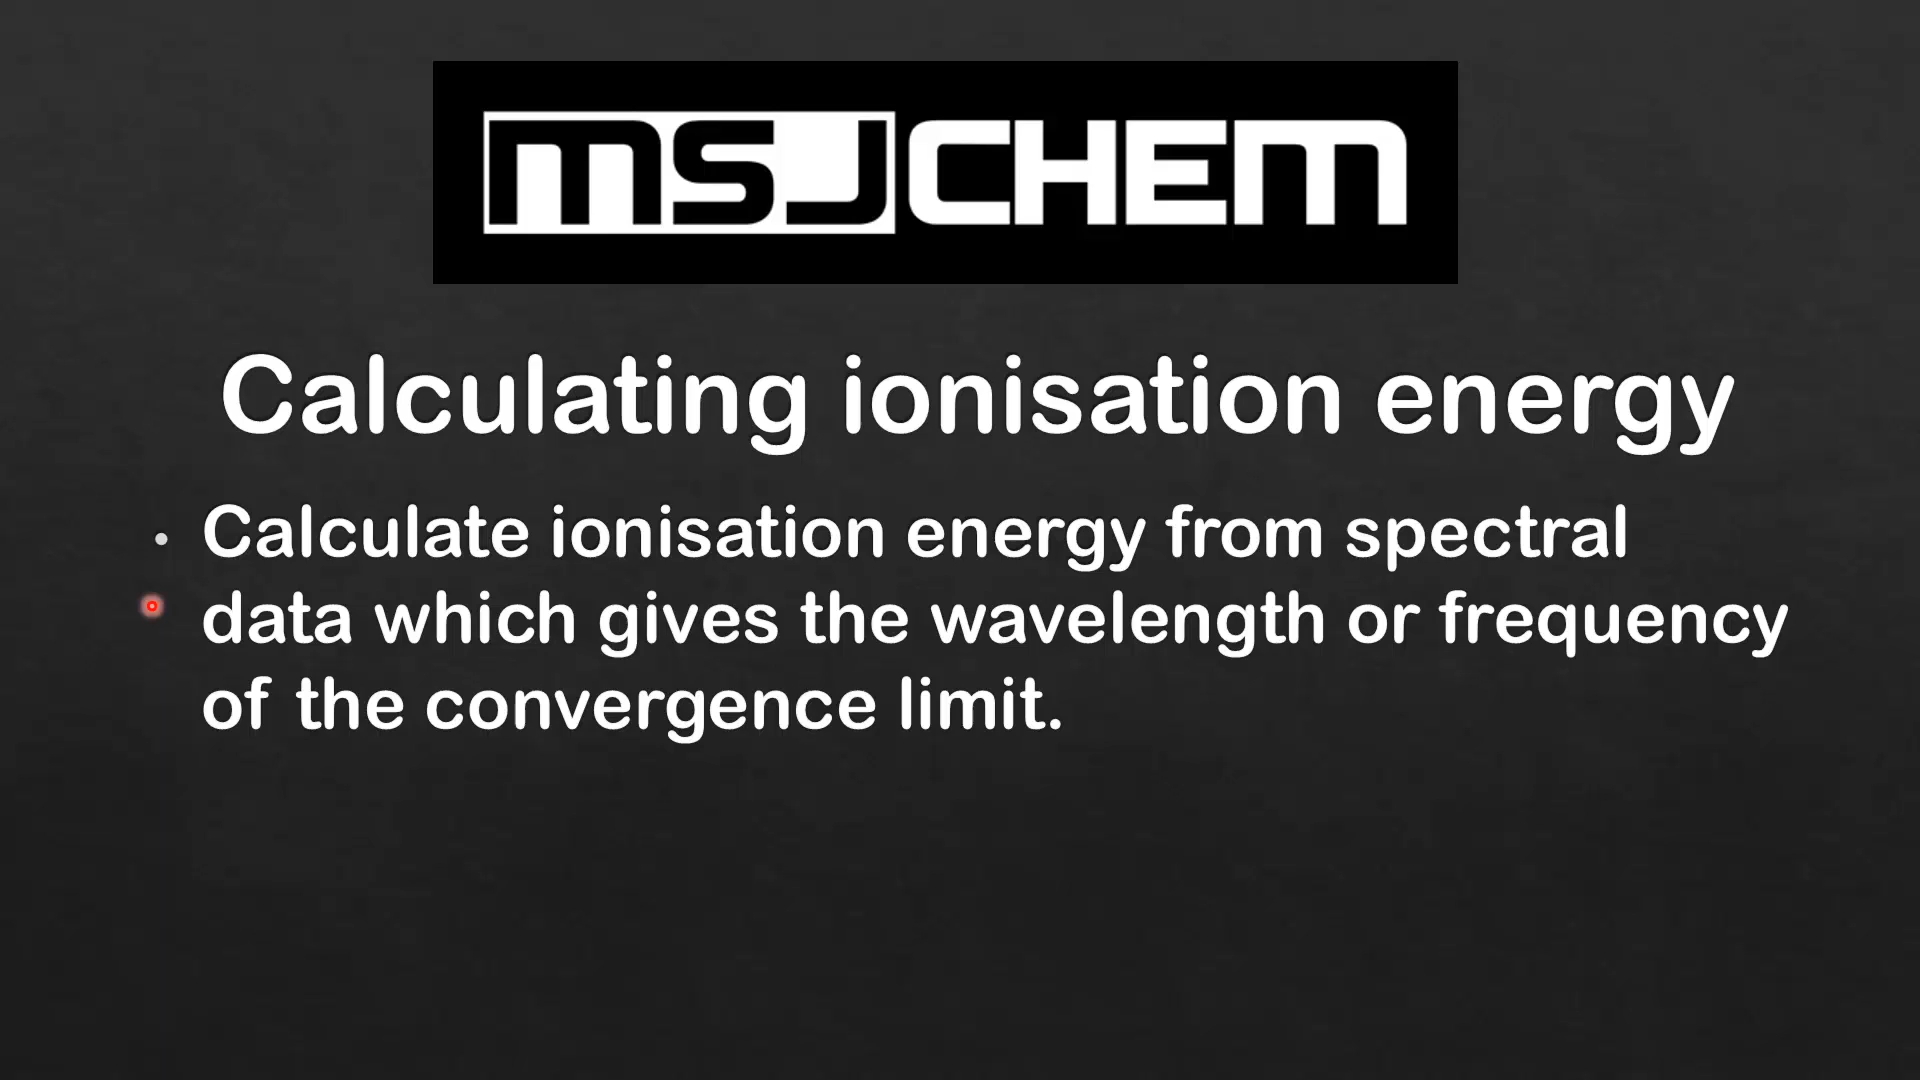 MSJCHEM
Calculating ionisation energy
• Calculate ionisation energy from spectral
data which gives the wavelength or frequency
of the convergence limit.